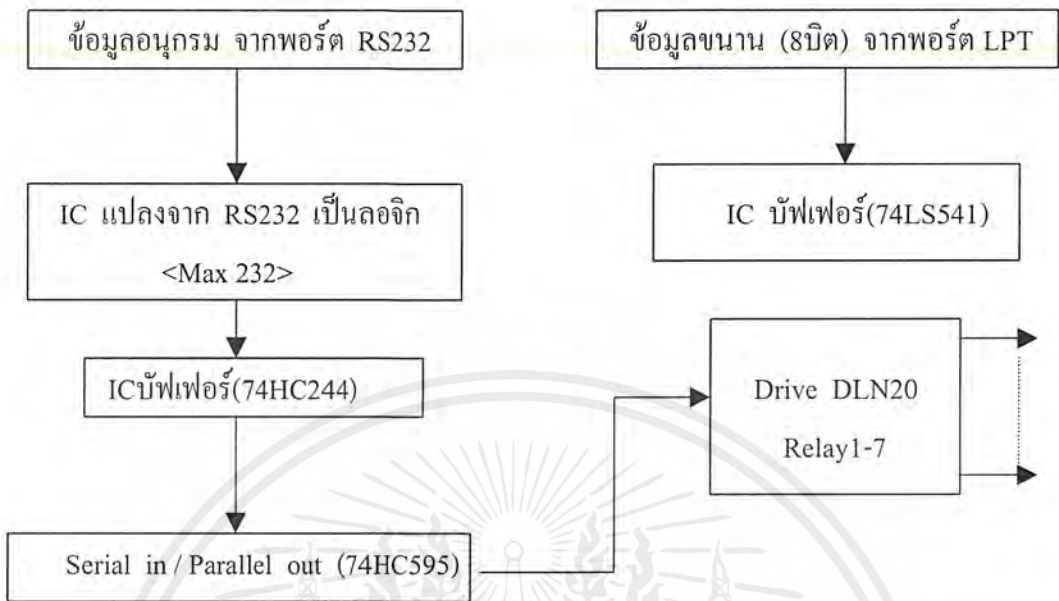 ข้อมูลอนุกรม จากพอร์ต RS232
ข้อมูลขนาน (8บิต) จากพอร์ต LPT
IC แปลงจาก RS232 เป็นลอจิก
<Max 232>
IC บัฟเฟอร์(74LS541)
ICบัฟเฟอร์(74HC244)
Drive DLN20
Relay1-7
Serial in / Parallel out (74HC595)